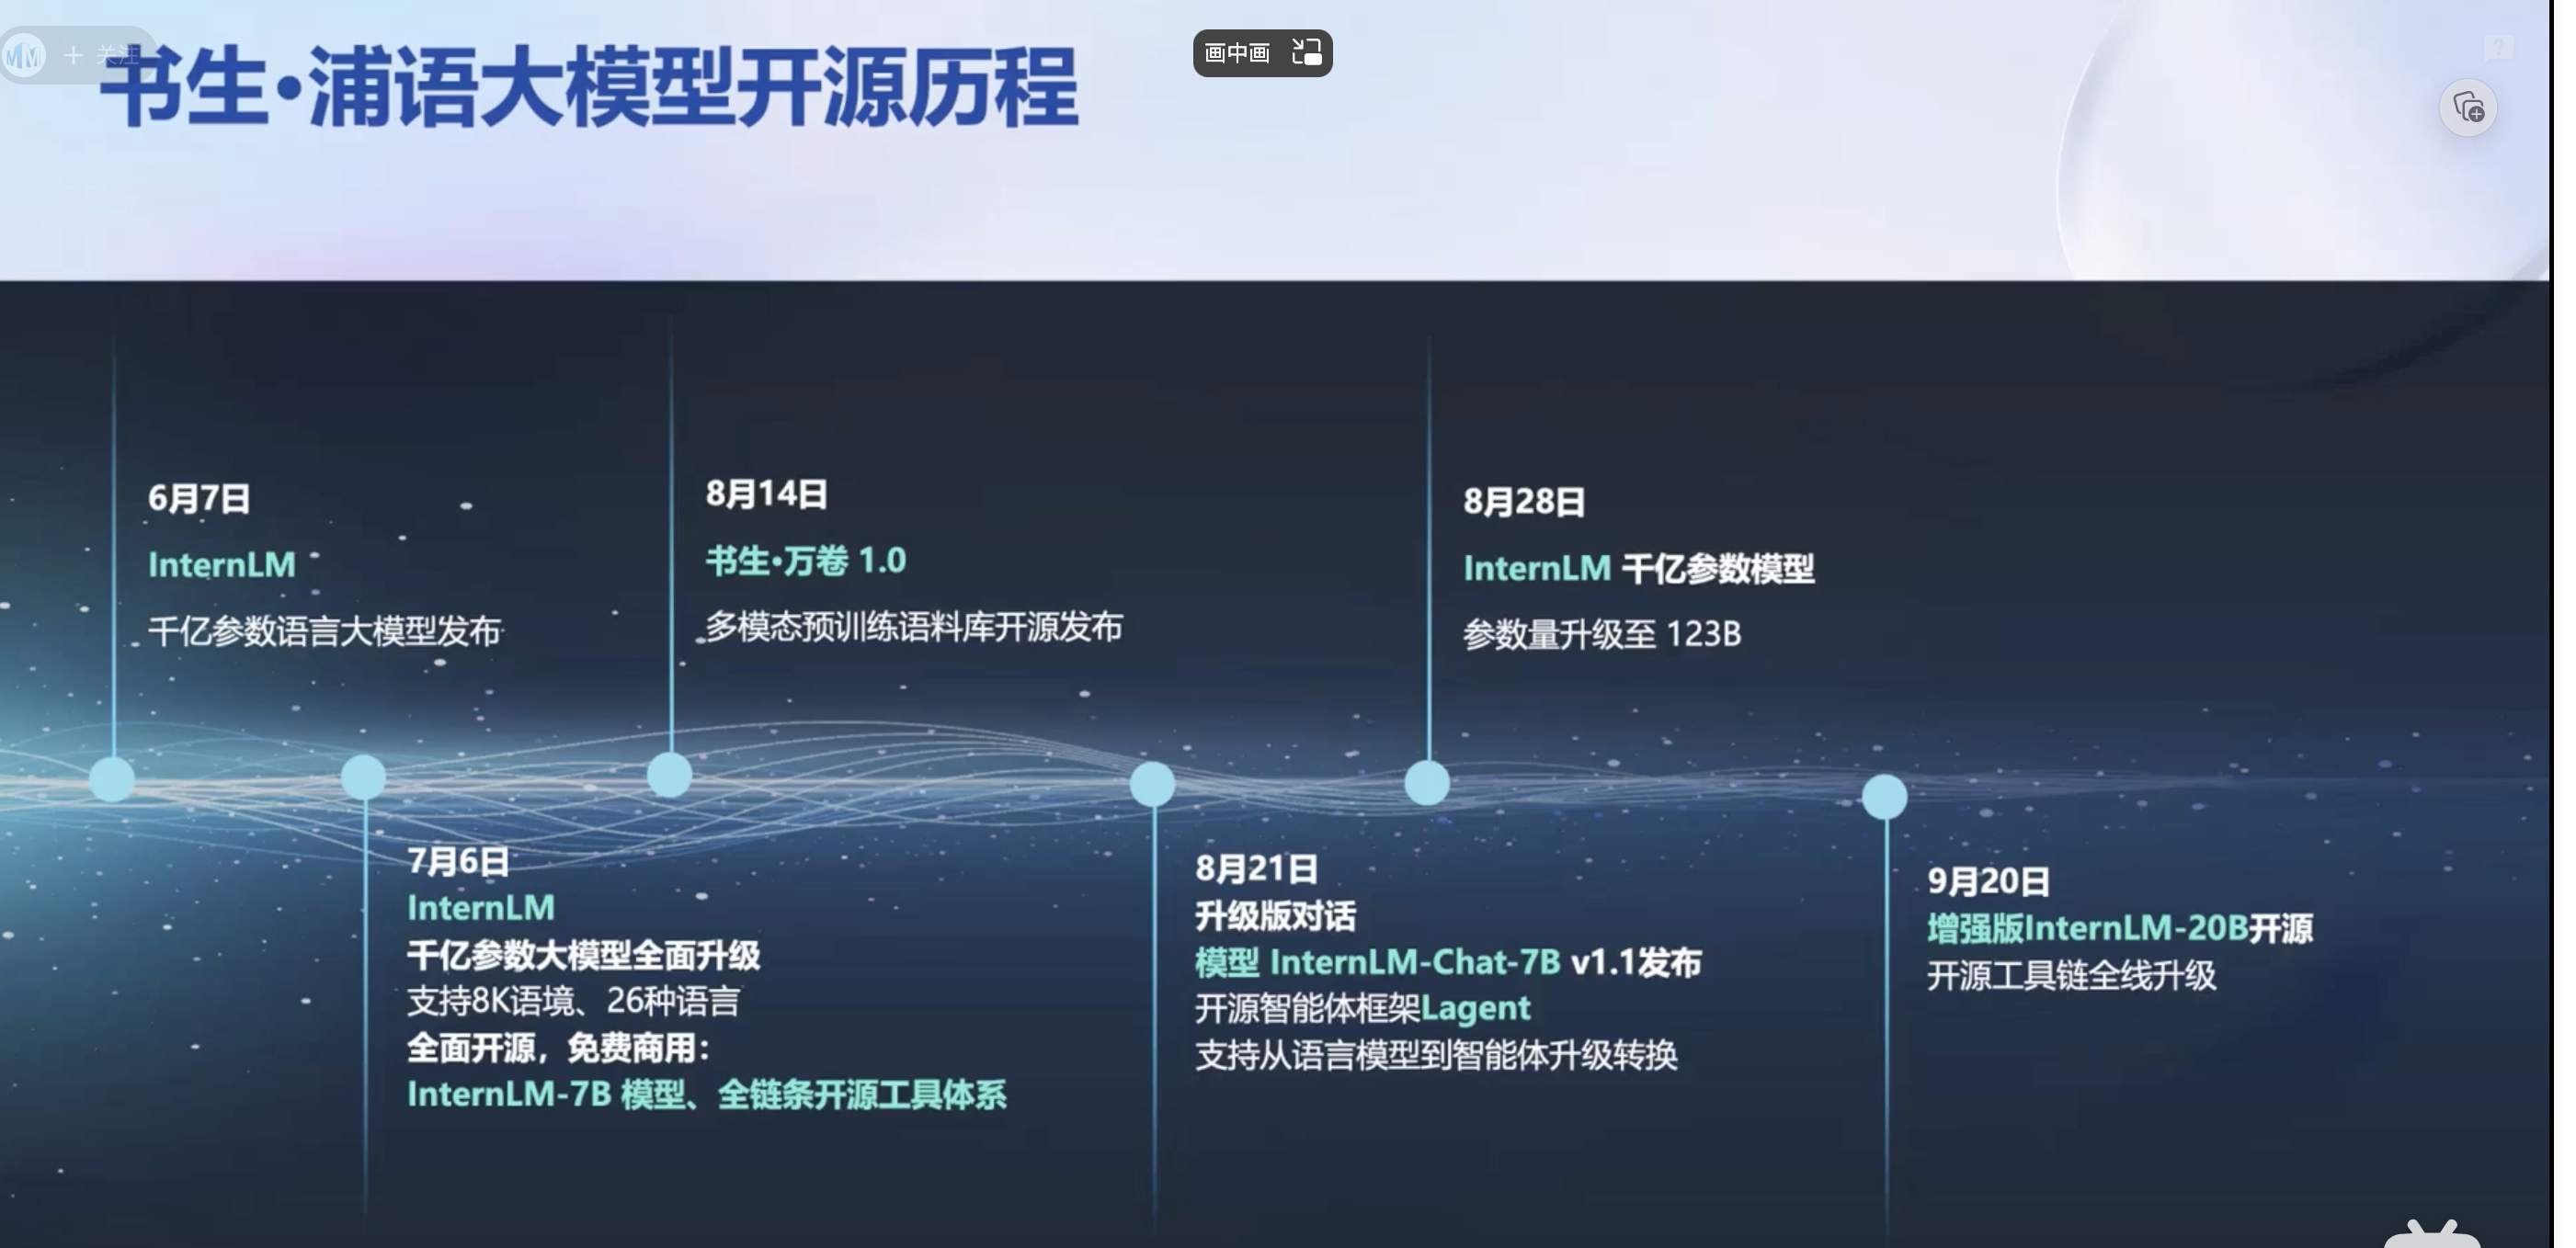 + 关注
书生•浦语大模型开源历程
画中画
6月7日
InternLM
千亿参数语言大模型发布
7月6日
InternLM
千亿参数大模型全面升级
支持8K语境、26种语言
全面开源，免费商用：
InternLM-7B 模型、全链条开源工具体系
8月14日
书生•万卷 1.0
多模态预训练语料库开源发布
8月21日
升级版对话
模型 InternLM-Chat-7B v1.1发布
开源智能体框架Lagent
支持从语言模型到智能体升级转换
8月28日
InternLM 千亿参数模型
参数量升级至 123B
9月20日
增强版InternLM-20B开源
开源工具链全线升级